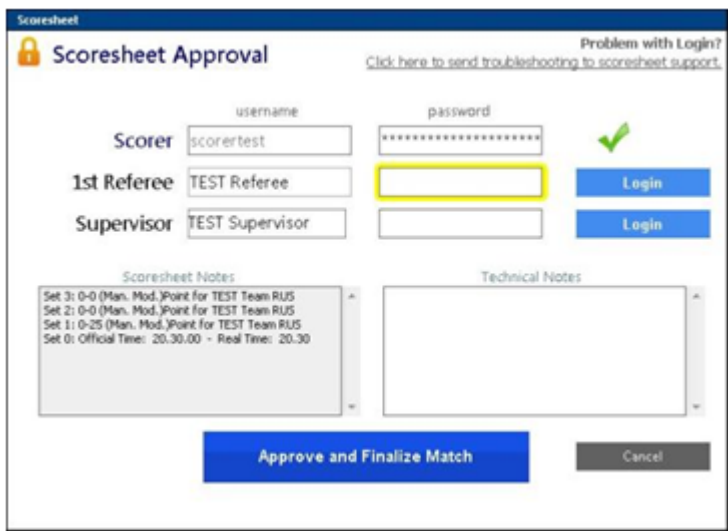 Scoresheet
Scoresheet Approval
Problem with Login?
Click here to send troubleshooting to scoresheet support.
username password
Scorer scorertest *********************
1st Referee TEST Referee Login
Supervisor TEST Supervisor Login
Scoresheet Notes
Set 3: 0-0 (Man. Mod.)Point for TEST Team RUS
Set 2: 0-0 (Man. Mod.)Point for TEST Team RUS
Set 1: 0-25 (Man. Mod.)Point for TEST Team RUS
Set 0: Official Time: 20.30.00 - Real Time: 20.30
Technical Notes
Approve and Finalize Match Cancel